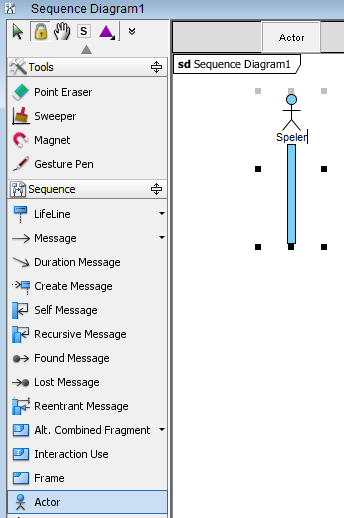 Sequence Diagram1
S
Tools
Point Eraser
Sweeper
Magnet
Gesture Pen
Sequence
LifeLine
Message
Duration Message
Create Message
Self Message
Recursive Message
Found Message
Lost Message
Reentrant Message
Alt. Combined Fragment
Interaction Use
Frame
Actor
Actor
sd Sequence Diagram1
Speler